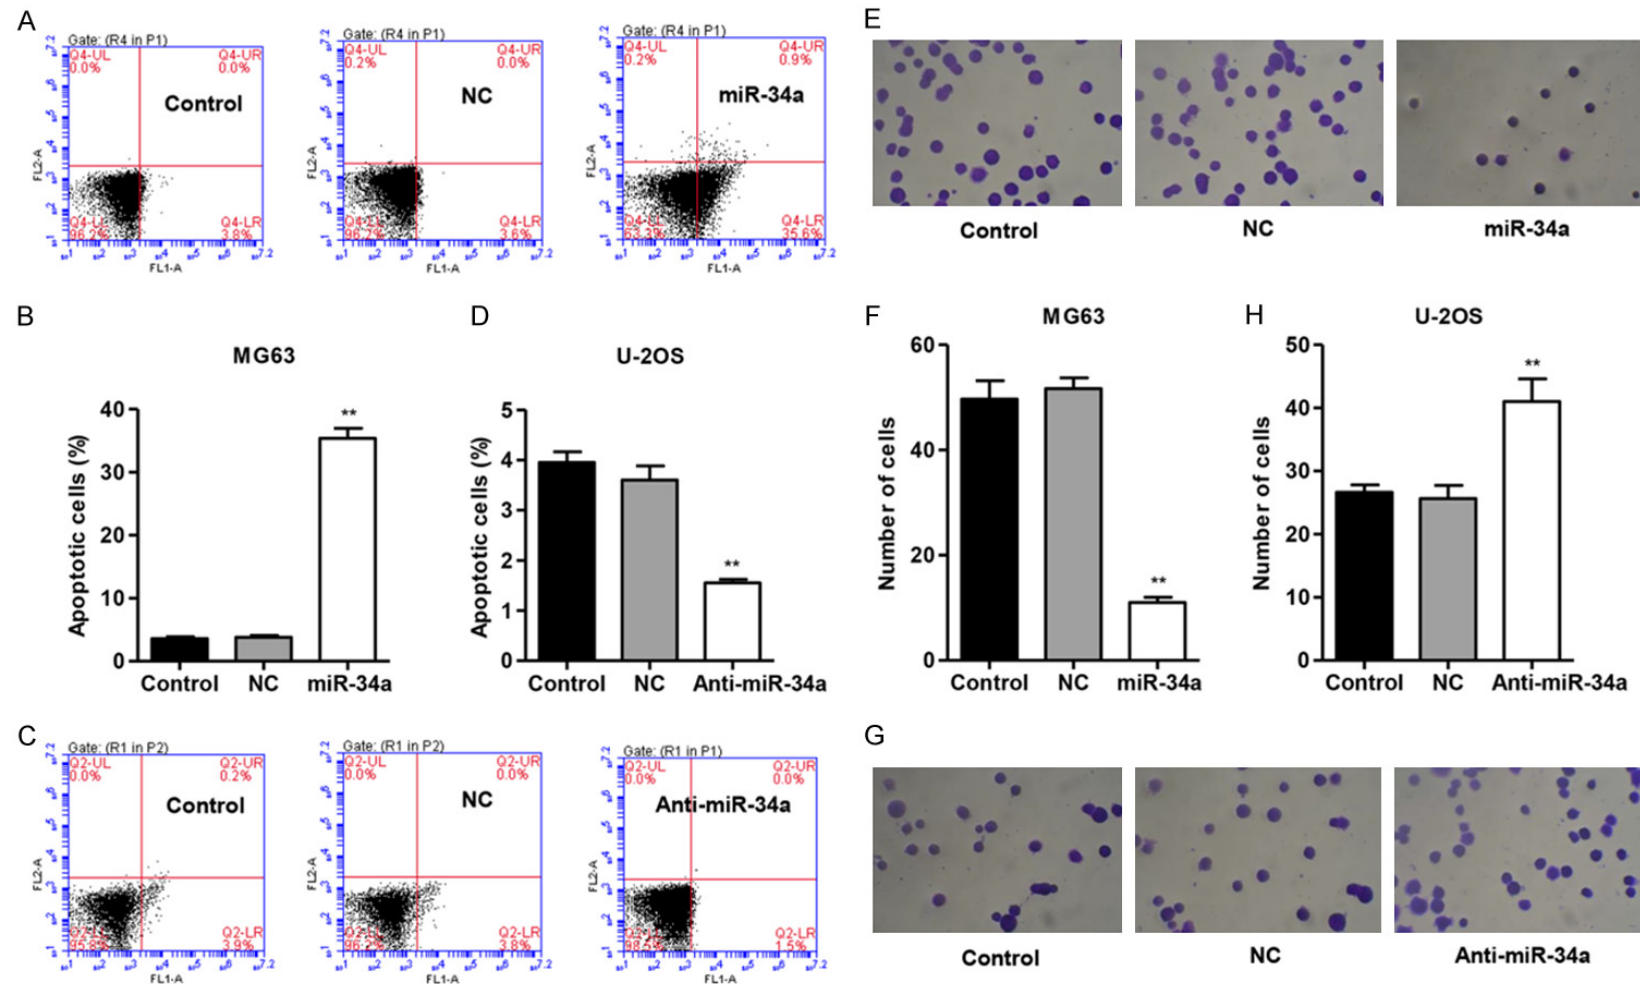 A
Gate: (R4 in P1)
Q4-UL
0.0%
Q4-UR
0.0%
Control
Q4-LR
3.8%
96.2%
FL2-A
FL1-A
Gate: (R4 in P1)
Q4-UL
0.2%
Q4-UR
0.0%
NC
Q4-LR
3.6%
96.2%
FL2-A
FL1-A
Gate: (R4 in P1)
Q4-UL
0.2%
Q4-UR
0.9%
miR-34a
Q4-LR
35.6%
63.3%
FL2-A
FL1-A
E
Control
NC
miR-34a
B
MG63
Apoptotic cells (%)
40
30
20
10
0
**
Control NC miR-34a
D
U-2OS
Apoptotic cells (%)
5
4
3
2
1
0
**
Control NC Anti-miR-34a
F
MG63
Number of cells
60
40
20
0
**
Control NC miR-34a
H
U-2OS
Number of cells
50
40
30
20
10
0
**
Control NC Anti-miR-34a
C
Gate: (R1 in P2)
Q2-UL
0.0%
Q2-UR
0.2%
Control
Q2-LR
3.9%
95.8%
FL2-A
FL1-A
Gate: (R1 in P2)
Q2-UL
0.0%
Q2-UR
0.0%
NC
Q2-LR
3.8%
96.2%
FL2-A
FL1-A
Gate: (R1 in P1)
Q2-UL
0.0%
Q2-UR
0.0%
Anti-miR-34a
Q2-LR
1.5%
98.5%
FL2-A
FL1-A
G
Control
NC
Anti-miR-34a